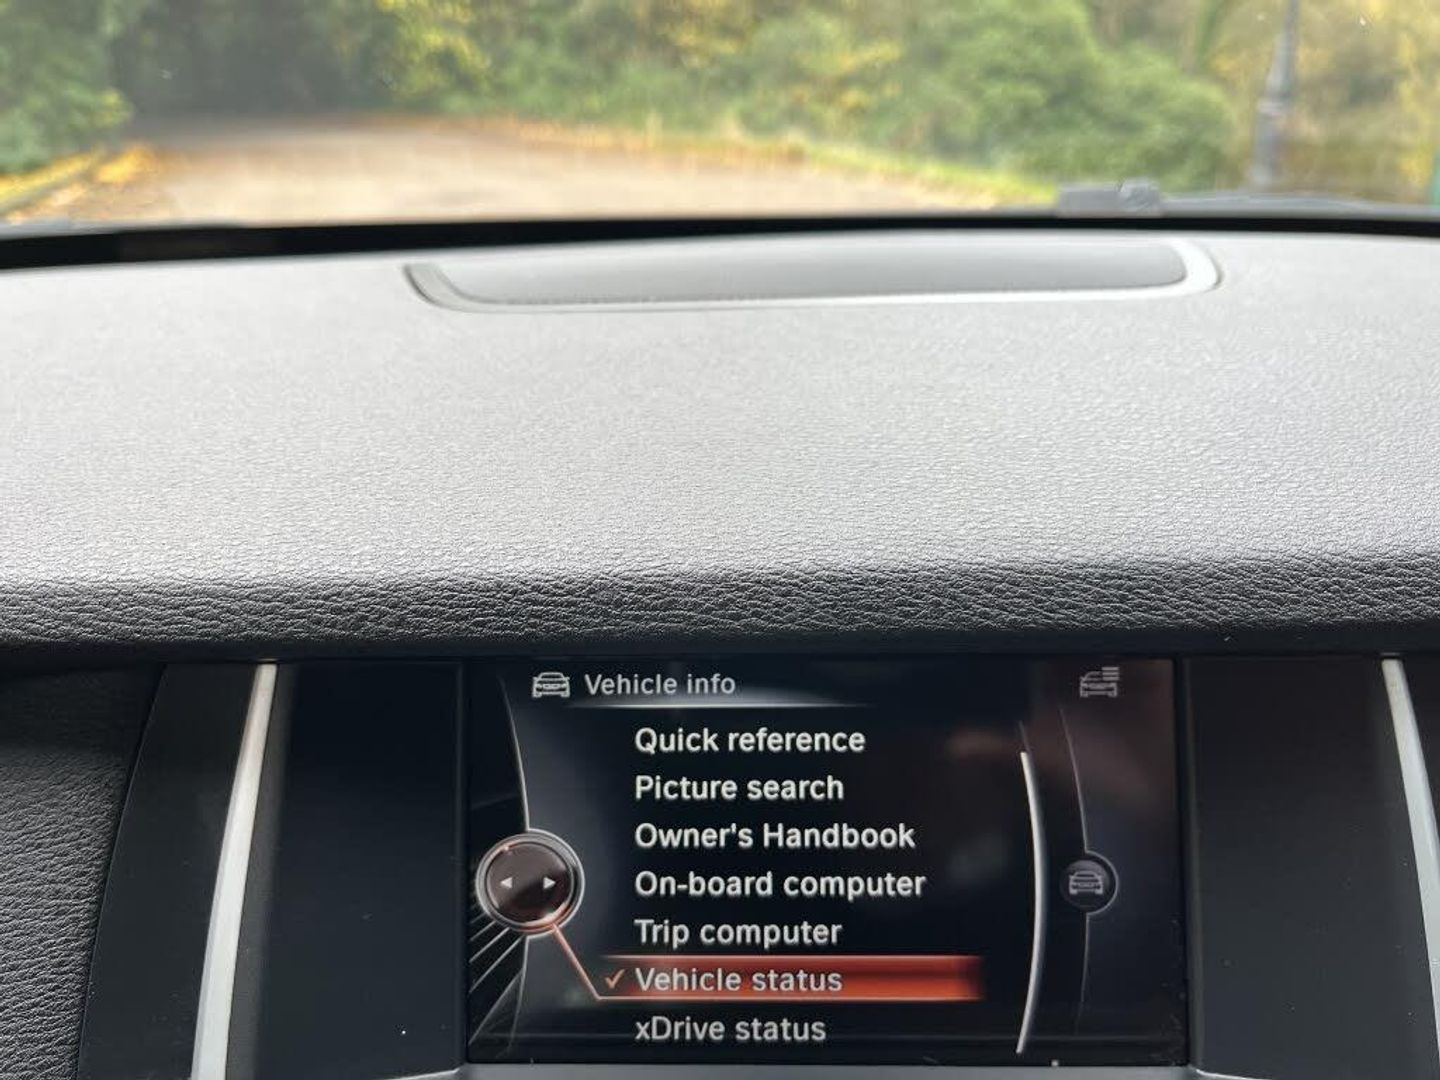 Vehicle info
Quick reference
Picture search
Owner's Handbook
On-board computer
Trip computer
Vehicle status
xDrive status